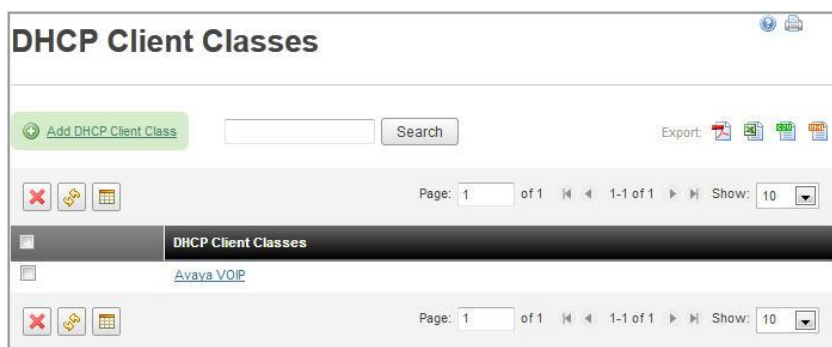 DHCP Client Classes
Add DHCP Client Class Search Export:
Page: 1 of 1 1-1 of 1 Show: 10
DHCP Client Classes
Avaya VOIP
Page: 1 of 1 1-1 of 1 Show: 10